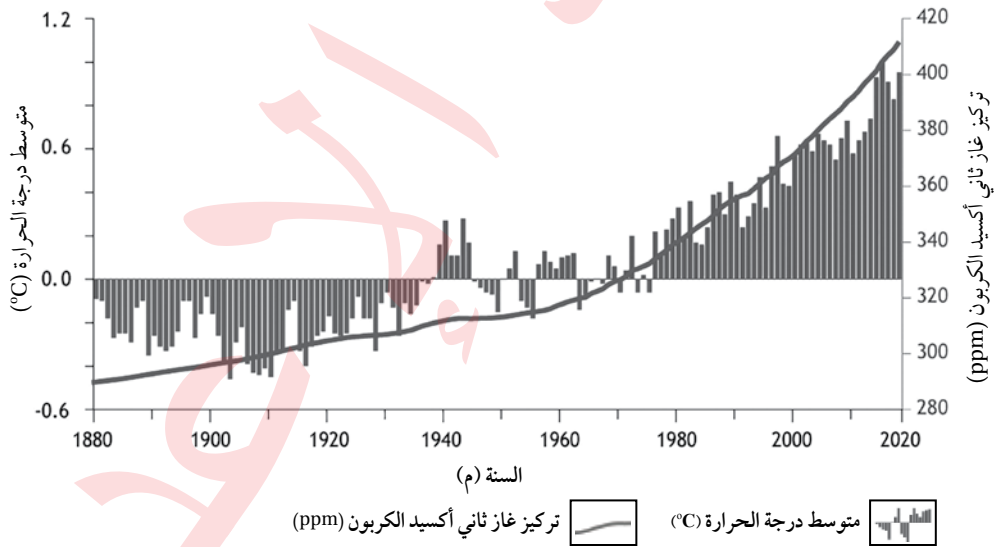 1.2
0.6
0.0
-0.6
متوسط درجة الحرارة (°C)
420
400
380
360
340
320
300
280
تركيز غاز ثاني أكسيد الكربون (ppm)
1880 1900 1920 1940 1960 1980 2000 2020
السنة (م)
متوسط درجة الحرارة (°C) تركيز غاز ثاني أكسيد الكربون (ppm)